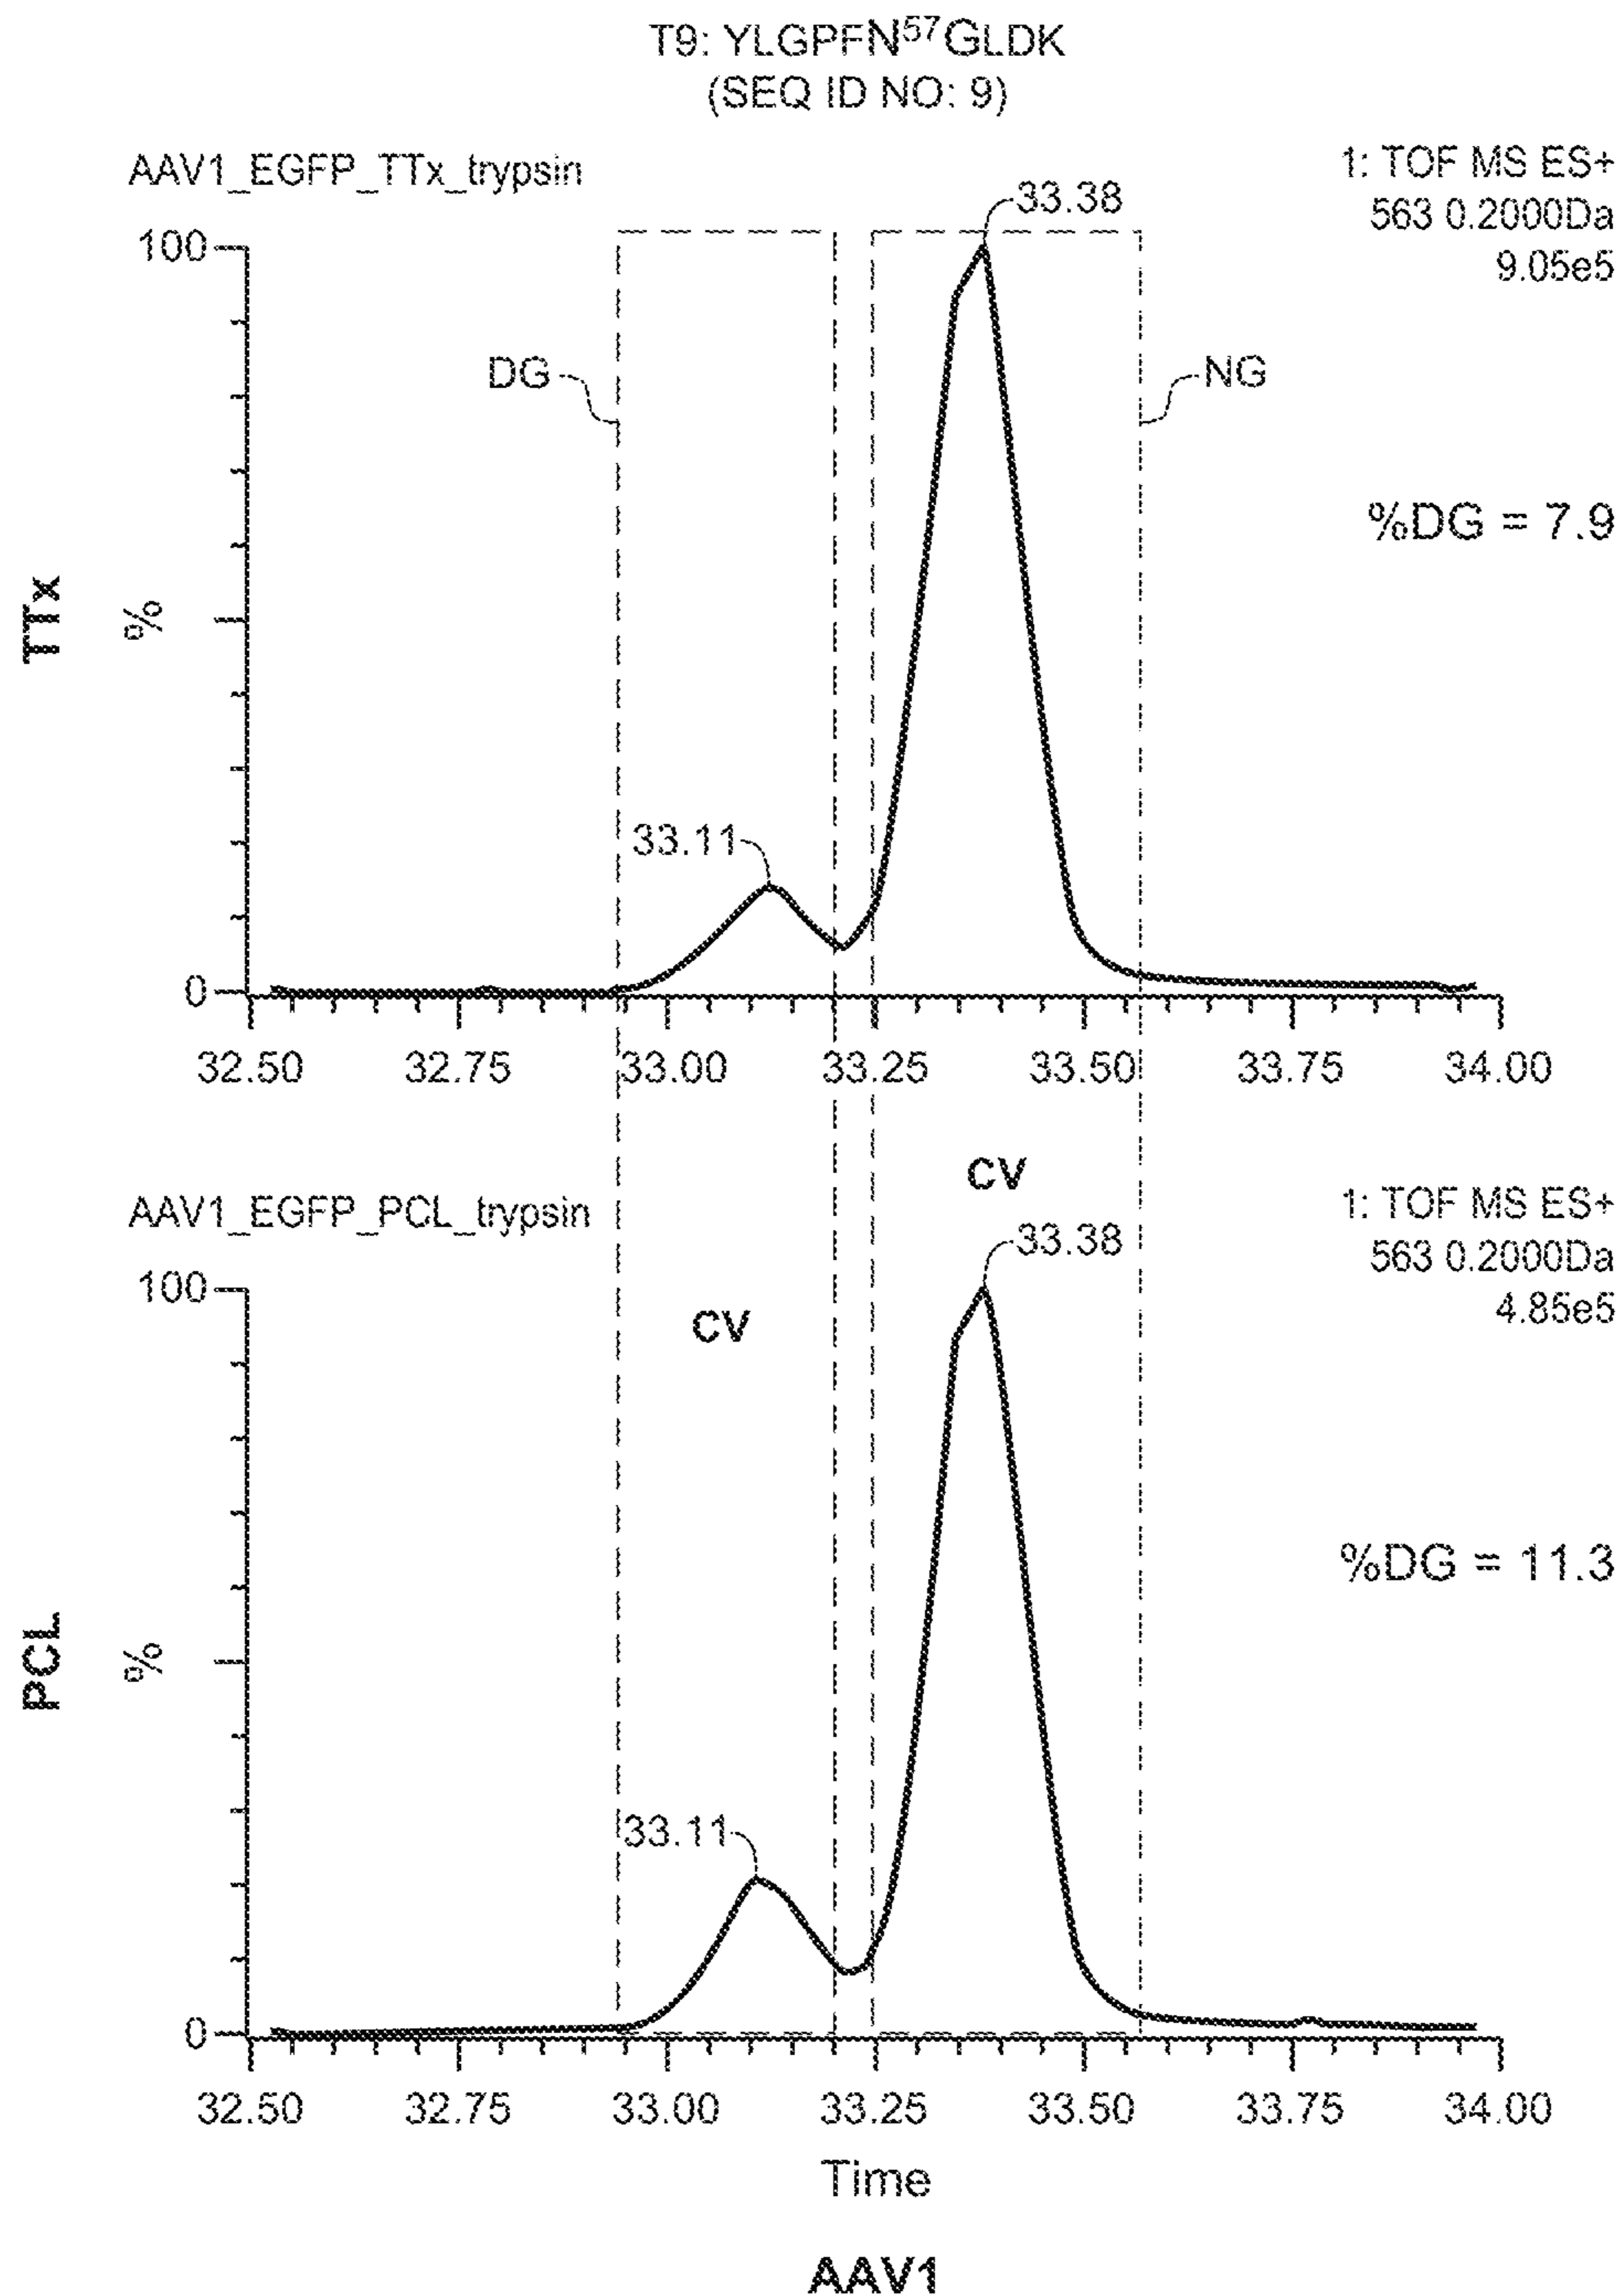 T9: YLGPFN⁵⁷GLDK
(SEQ ID NO: 9)
AAV1_EGFP_TTx_trypsin
1: TOF MS ES+
563 0.2000Da
9.05e5
33.38
100
DG
NG
%DG = 7.9
TTx
%
33.11
0
32.50 32.75 33.00 33.25 33.50 33.75 34.00
CV
AAV1_EGFP_PCL_trypsin
1: TOF MS ES+
563 0.2000Da
4.85e5
33.38
100
CV
%DG = 11.3
PCL
%
33.11
0
32.50 32.75 33.00 33.25 33.50 33.75 34.00
Time
AAV1